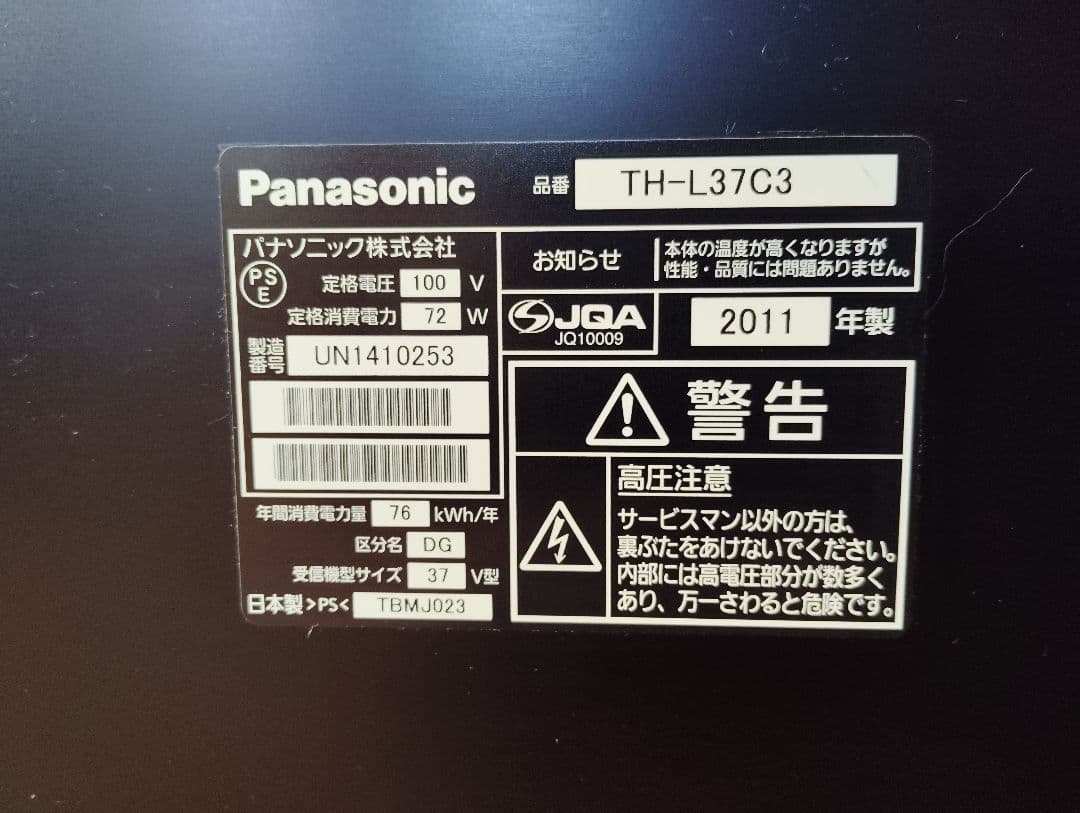 Panasonic
品番 TH-L37C3
パナソニック株式会社
PS
E
定格電圧 100 V
定格消費電力 72 W
製造
番号 UN1410253
お知らせ
本体の温度が高くなりますが
性能・品質には問題ありません。
JQA
JQ10009
2011 年製
警告
高圧注意
サービスマン以外の方は、
裏ぶたをあけないでください。
内部には高電圧部分が数多く
あり、万一さわると危険です。
年間消費電力量 76 kWh/年
区分名 DG
受信機型サイズ 37 V型
日本製 >PS< TBMJ023